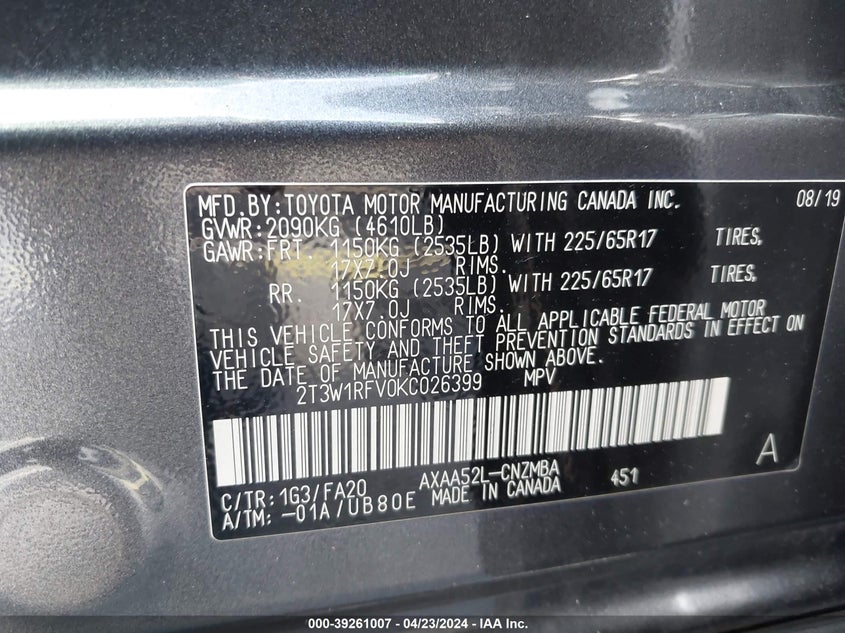 MFD.BY:TOYOTA MOTOR MANUFACTURING CANADA INC. 08/19
GVWR:2090KG (4610LB)
GAWR:FRT. 1150KG (2535LB) WITH 225/65R17 TIRES,
17X7.0J RIMS.
RR. 1150KG (2535LB) WITH 225/65R17 TIRES,
17X7.0J RIMS.
THIS VEHICLE CONFORMS TO ALL APPLICABLE FEDERAL MOTOR
VEHICLE SAFETY AND THEFT PREVENTION STANDARDS IN EFFECT ON
THE DATE OF MANUFACTURE SHOWN ABOVE.
2T3W1RFV0KC026399 MPV
A
C/TR: 1G3/FA20 AXAA52L-CNZMBA 451
A/TM: -01A/UB80E MADE IN CANADA
000-39261007 - 04/23/2024 - IAA Inc.